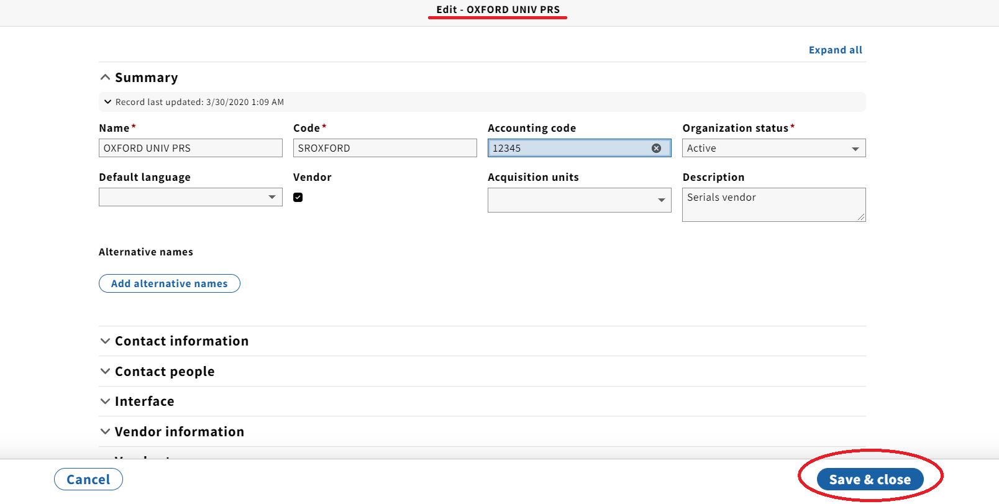 Edit - OXFORD UNIV PRS
Expand all
Summary
Record last updated: 3/30/2020 1:09 AM
Name* Code* Accounting code Organization status*
OXFORD UNIV PRS SROXFORD 12345 Active
Default language Vendor Acquisition units Description
Serials vendor
Alternative names
Add alternative names
Contact information
Contact people
Interface
Vendor information
Cancel Save & close